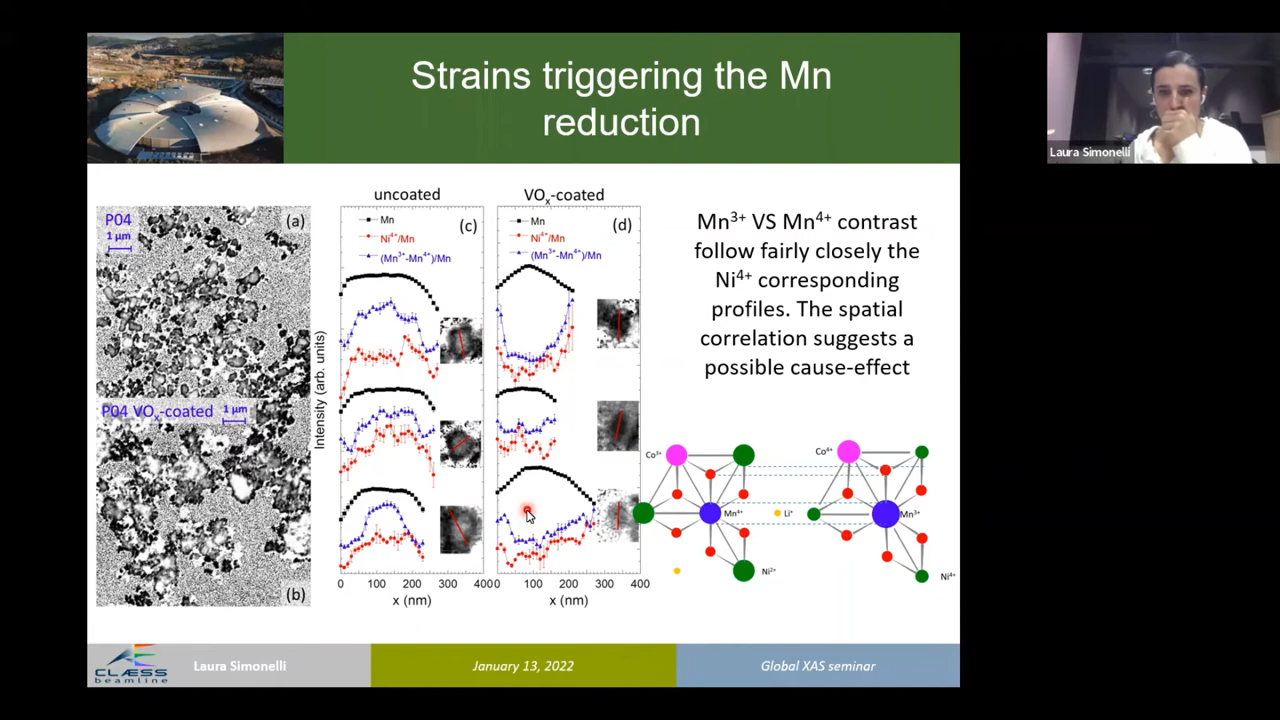 Strains triggering the Mn
reduction
Laura Simonelli
P04
1 μm
(a)
P04 VOₓ-coated
1 μm
(b)
uncoated
Mn
Ni⁴⁺/Mn
(Mn³⁺-Mn⁴⁺)/Mn
(c)
VOₓ-coated
Mn
Ni⁴⁺/Mn
(Mn³⁺-Mn⁴⁺)/Mn
(d)
Intensity (arb. units)
0 100 200 300 400
x (nm)
0 100 200 300 400
x (nm)
Mn³⁺ VS Mn⁴⁺ contrast
follow fairly closely the
Ni⁴⁺ corresponding
profiles. The spatial
correlation suggests a
possible cause-effect
Co³⁺
Mn⁴⁺
Ni²⁺
Li⁺
Co³⁺
Mn³⁺
Ni⁴⁺
CLÆSS
beamline
Laura Simonelli
January 13, 2022
Global XAS seminar